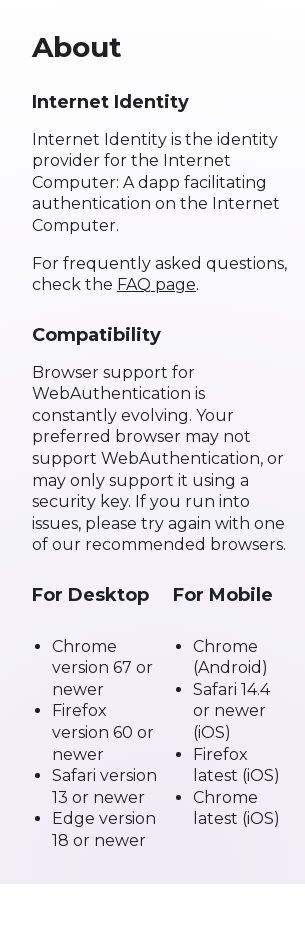 About
Internet Identity
Internet Identity is the identity
provider for the Internet
Computer: A dapp facilitating
authentication on the Internet
Computer.
For frequently asked questions,
check the FAQ page.
Compatibility
Browser support for
WebAuthentication is
constantly evolving. Your
preferred browser may not
support WebAuthentication, or
may only support it using a
security key. If you run into
issues, please try again with one
of our recommended browsers.
For Desktop
• Chrome
version 67 or
newer
• Firefox
version 60 or
newer
• Safari version
13 or newer
• Edge version
18 or newer
For Mobile
• Chrome
(Android)
• Safari 14.4
or newer
(iOS)
• Firefox
latest (iOS)
• Chrome
latest (iOS)